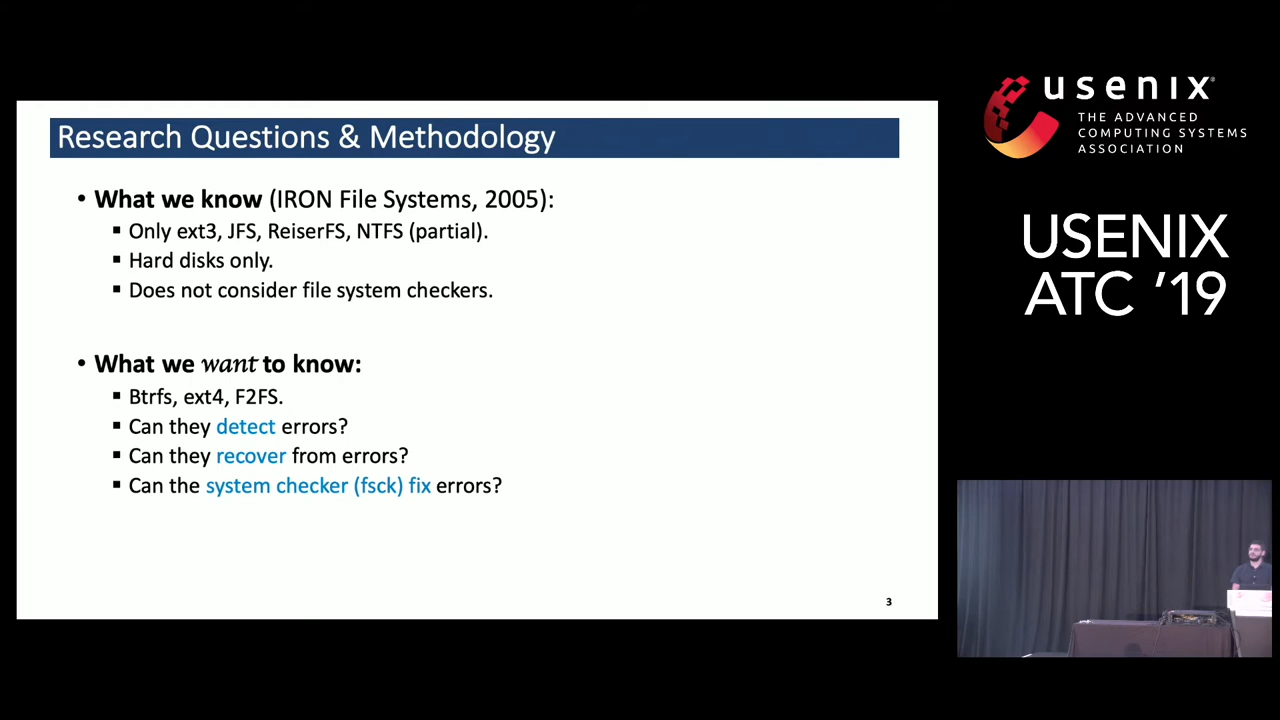 Research Questions & Methodology
• What we know (IRON File Systems, 2005):
▪ Only ext3, JFS, ReiserFS, NTFS (partial).
▪ Hard disks only.
▪ Does not consider file system checkers.
• What we want to know:
▪ Btrfs, ext4, F2FS.
▪ Can they detect errors?
▪ Can they recover from errors?
▪ Can the system checker (fsck) fix errors?
3
usenix®
THE ADVANCED
COMPUTING SYSTEMS
ASSOCIATION
USENIX
ATC '19